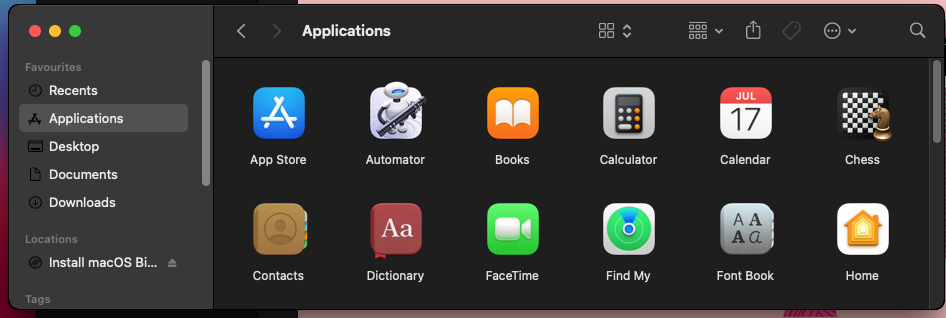 Applications
Favourites
Recents
Applications
Desktop
Documents
Downloads
Locations
Install macOS Bi...
Tags
JUL
17
App Store
Automator
Books
Calculator
Calendar
Chess
Aa
A A
A a
Contacts
Dictionary
FaceTime
Find My
Font Book
Home